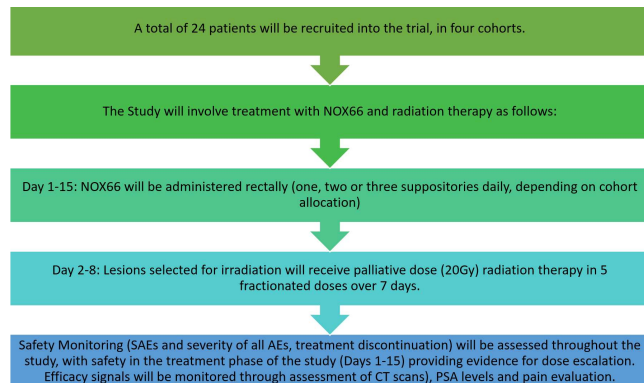 A total of 24 patients will be recruited into the trial, in four cohorts.
The Study will involve treatment with NOX66 and radiation therapy as follows:
Day 1-15: NOX66 will be administered rectally (one, two or three suppositories daily, depending on cohort
allocation)
Day 2-8: Lesions selected for irradiation will receive palliative dose (20Gy) radiation therapy in 5
fractionated doses over 7 days.
Safety Monitoring (SAEs and severity of all AEs, treatment discontinuation) will be assessed throughout the
study, with safety in the treatment phase of the study (Days 1-15) providing evidence for dose escalation.
Efficacy signals will be monitored through assessment of CT scans), PSA levels and pain evaluation.